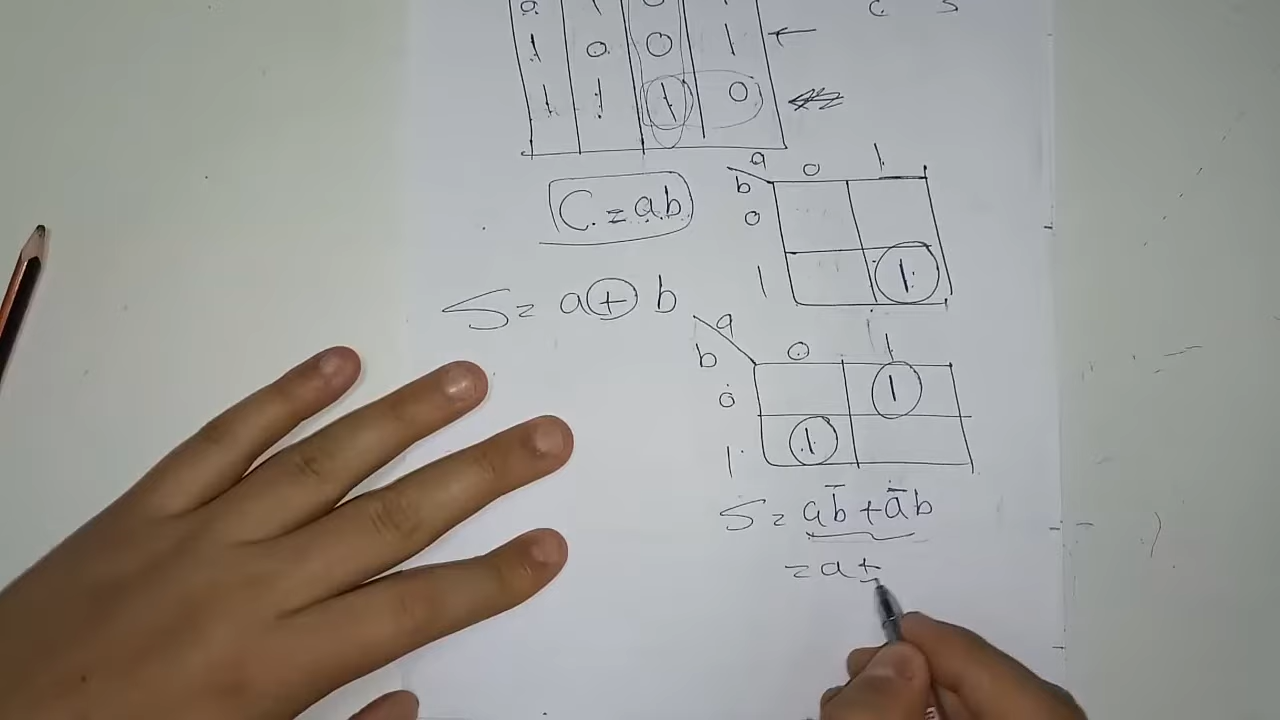 C S
0 1 0 1
1 0 0 1 ←
1 1 1 0
C = ab
a 0 1
b
0
1 1
S = a ⊕ b
a 0 1
b
0 1
1 1
S = ab̄ + āb
= a +